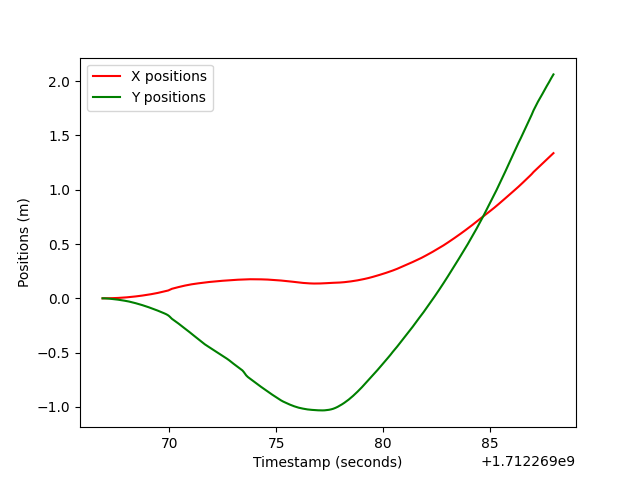 X positions
Y positions
2.0
1.5
1.0
0.5
0.0
−0.5
−1.0
Positions (m)
70
75
80
85
Timestamp (seconds)
+1.712269e9